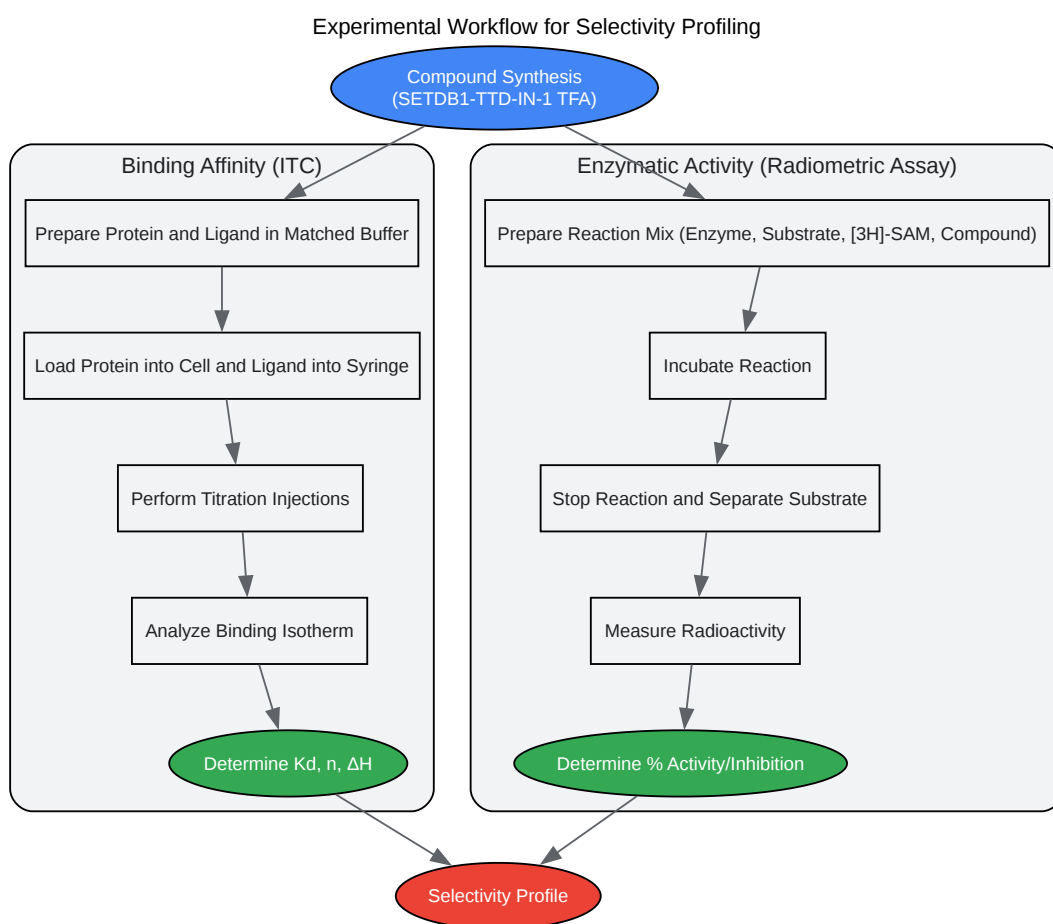 Experimental Workflow for Selectivity Profiling
Compound Synthesis
(SETDB1-TTD-IN-1 TFA)
Binding Affinity (ITC)
Prepare Protein and Ligand in Matched Buffer
Load Protein into Cell and Ligand into Syringe
Perform Titration Injections
Analyze Binding Isotherm
Determine Kd, n, ΔH
Enzymatic Activity (Radiometric Assay)
Prepare Reaction Mix (Enzyme, Substrate, [3H]-SAM, Compound)
Incubate Reaction
Stop Reaction and Separate Substrate
Measure Radioactivity
Determine % Activity/Inhibition
Selectivity Profile